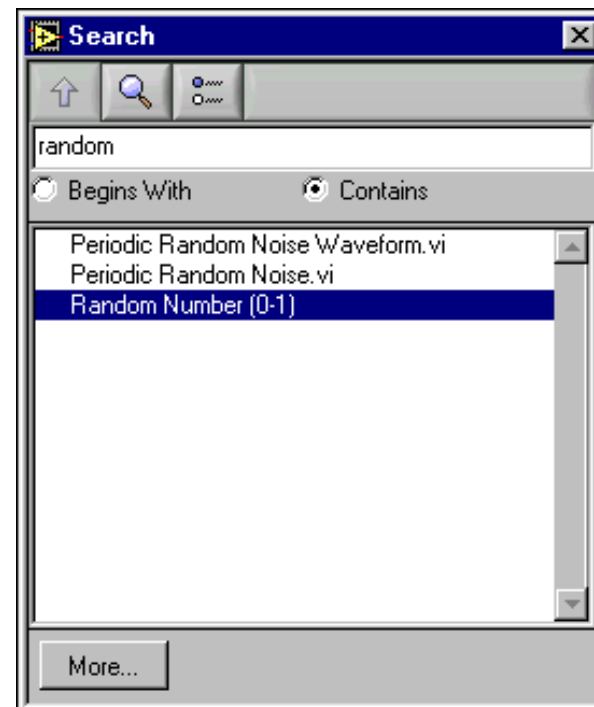 Search
random
Begins With Contains
Periodic Random Noise Waveform.vi
Periodic Random Noise.vi
Random Number (0-1)
More...